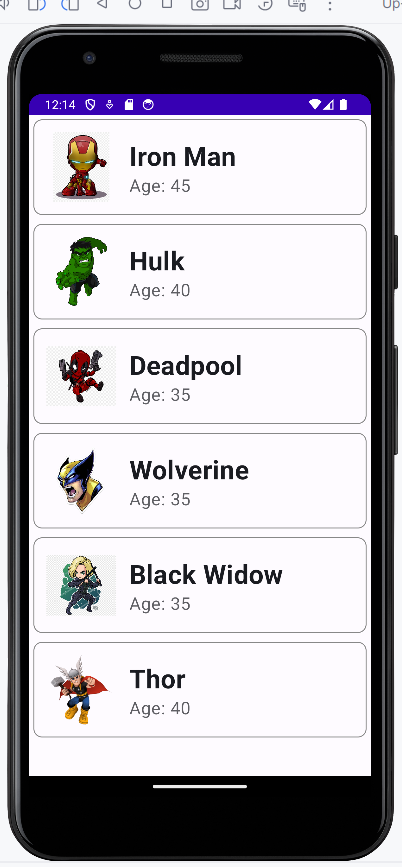 Up
12:14
Iron Man
Age: 45
Hulk
Age: 40
Deadpool
Age: 35
Wolverine
Age: 35
Black Widow
Age: 35
Thor
Age: 40